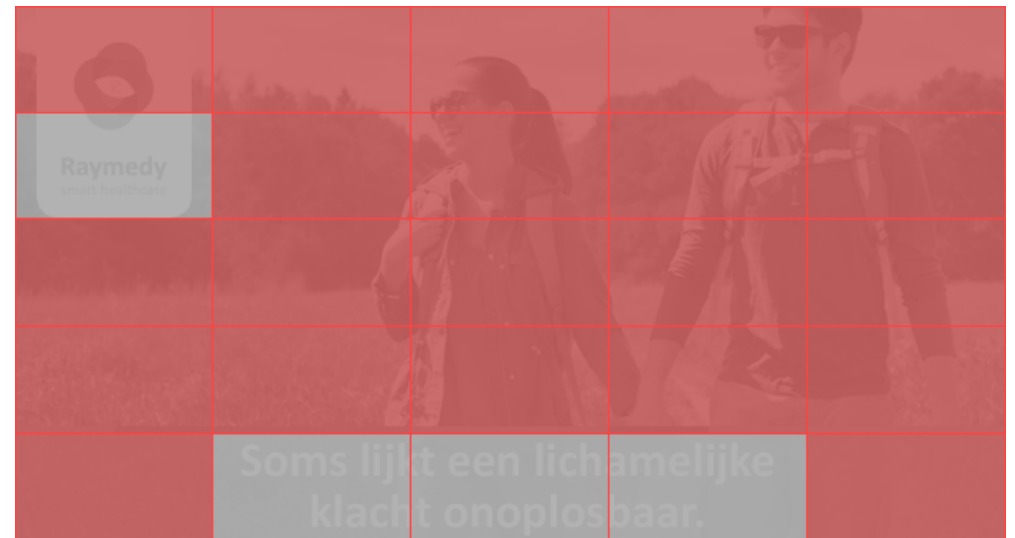 Raymedy
smart healthcare
Soms lijkt een lichamelijke
klacht onoplosbaar.